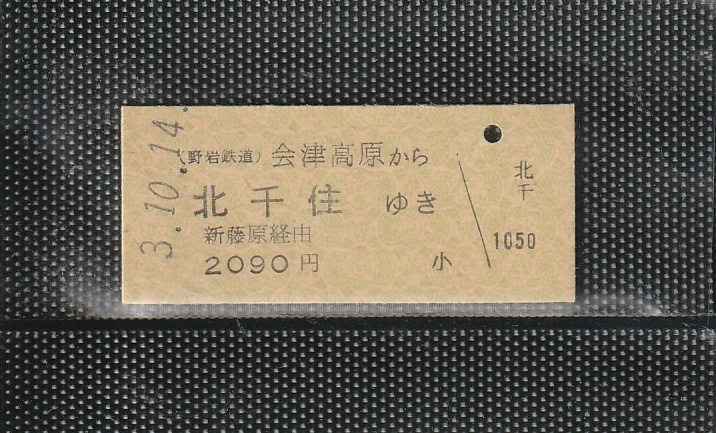 3.10.14.
(野岩鉄道)会津高原から
北千住 ゆき
新藤原経由
2090円
小
北千
1050